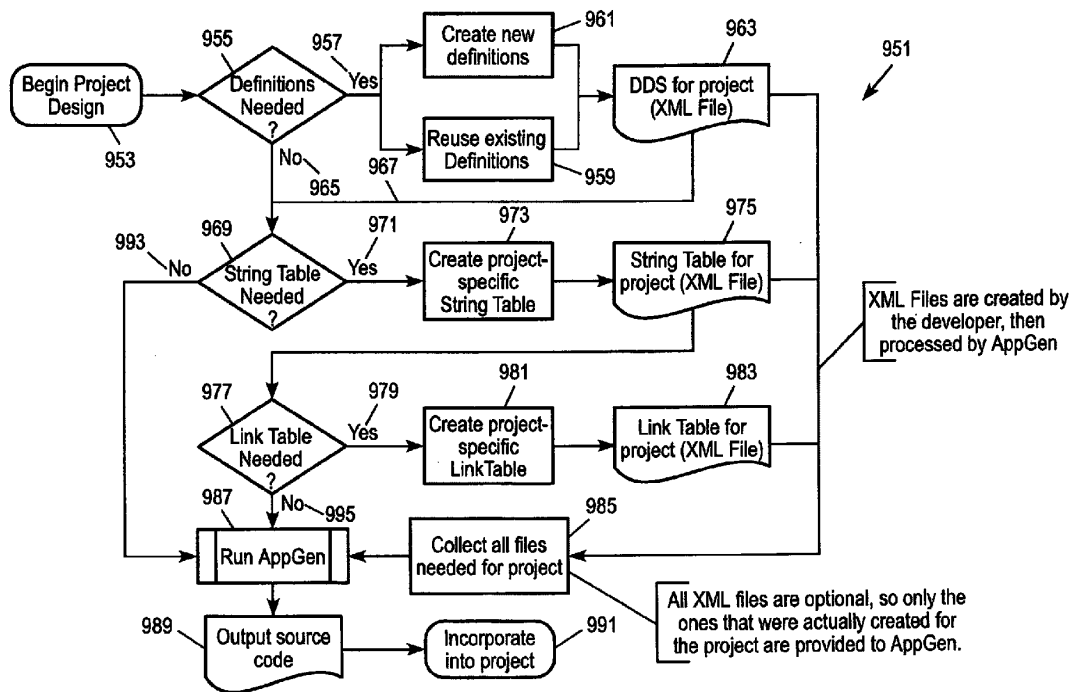 955
957
961
963
951
Begin Project
Design
953
Definitions
Needed
?
Yes
Create new
definitions
DDS for project
(XML File)
Reuse existing
Definitions
959
No
965
967
993
No
969
String Table
Needed
?
971
Yes
973
Create project-
specific
String Table
975
String Table for
project (XML File)
XML Files are created by
the developer, then
processed by AppGen
977
Link Table
Needed
?
979
Yes
981
Create project-
specific
LinkTable
983
Link Table for
project (XML File)
No
995
987
Run AppGen
985
Collect all files
needed for project
All XML files are optional, so only the
ones that were actually created for
the project are provided to AppGen.
989
Output source
code
Incorporate
into project
991